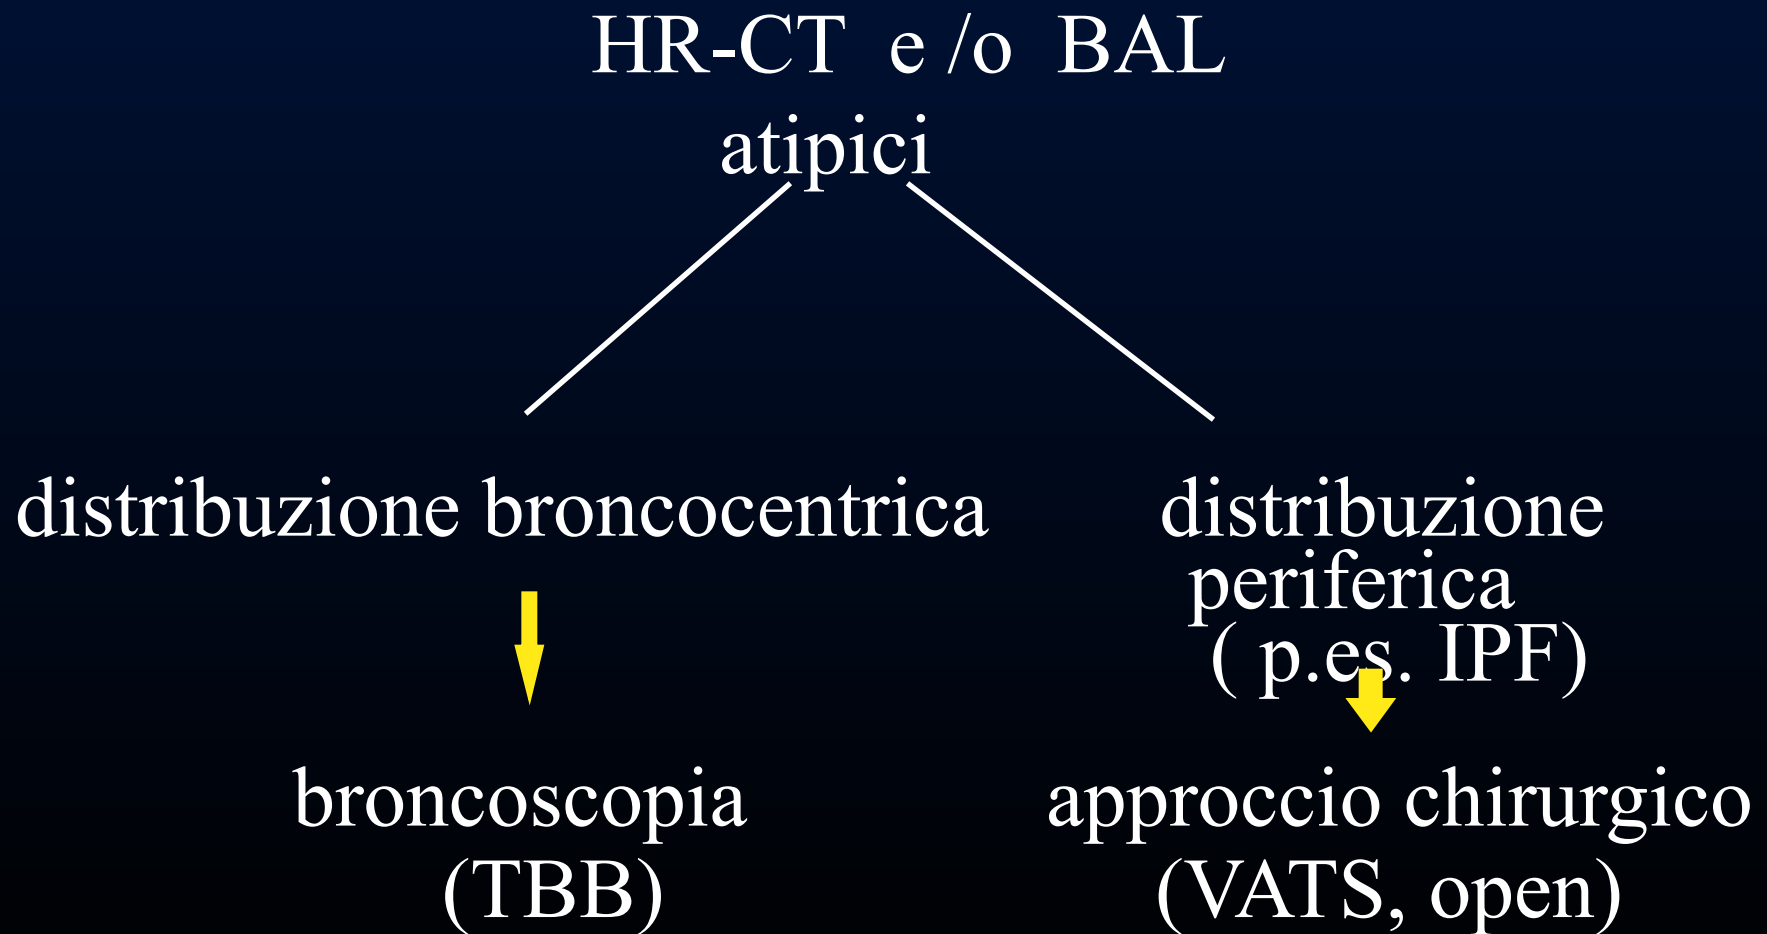 HR-CT e /o BAL
atipici
distribuzione broncocentrica
distribuzione
periferica
( p.es. IPF)
broncoscopia
(TBB)
approccio chirurgico
(VATS, open)